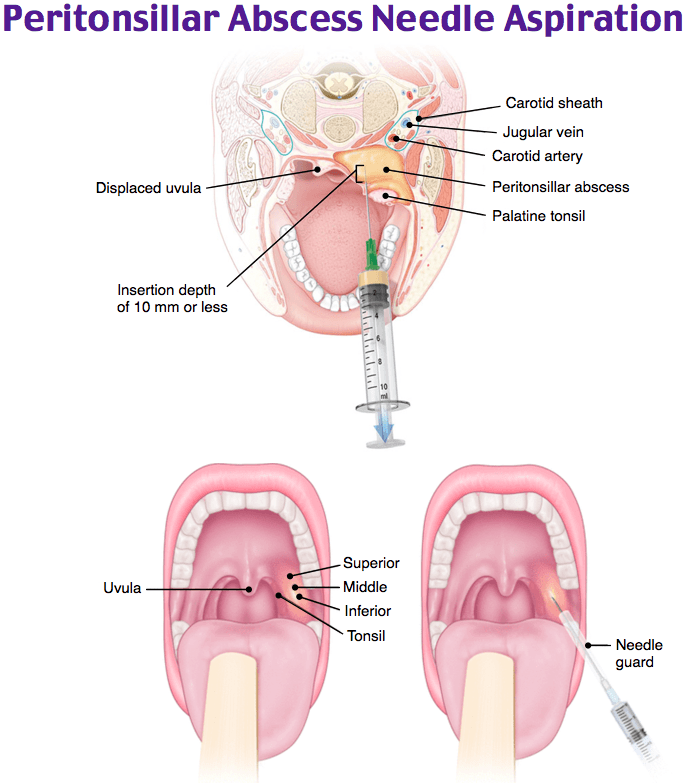 Peritonsillar Abscess Needle Aspiration
Carotid sheath
Jugular vein
Carotid artery
Displaced uvula
Peritonsillar abscess
Palatine tonsil
Insertion depth
of 10 mm or less
2
4
6
8
10
ml
Superior
Uvula
Middle
Inferior
Tonsil
Needle
guard